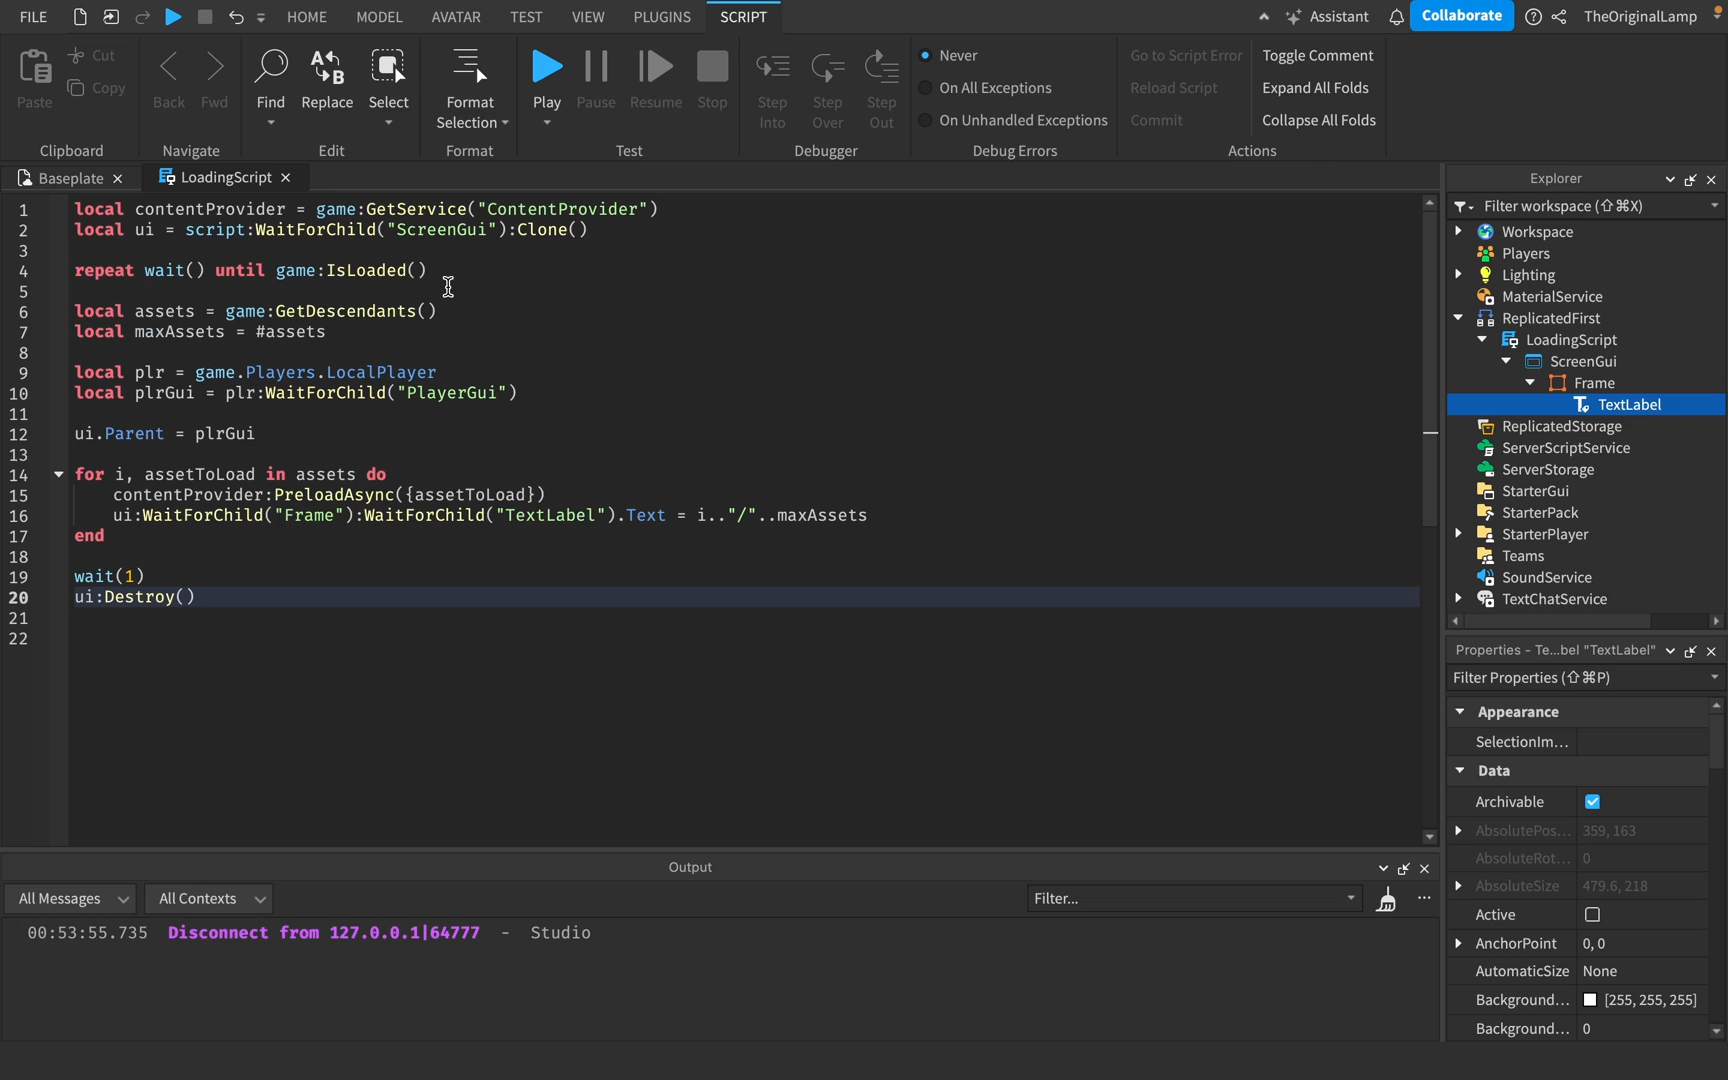 FILE HOME MODEL AVATAR TEST VIEW PLUGINS SCRIPT Assistant Collaborate TheOriginalLamp
Paste Cut Copy Back Fwd Find Replace Select Format Selection Play Pause Resume Stop Step Into Step Over Step Out
Never
On All Exceptions
On Unhandled Exceptions
Go to Script Error
Reload Script
Commit
Toggle Comment
Expand All Folds
Collapse All Folds
Clipboard Navigate Edit Format Test Debugger Debug Errors Actions
Baseplate LoadingScript
1 local contentProvider = game:GetService("ContentProvider")
2 local ui = script:WaitForChild("ScreenGui"):Clone()
3
4 repeat wait() until game:IsLoaded()
5
6 local assets = game:GetDescendants()
7 local maxAssets = #assets
8
9 local plr = game.Players.LocalPlayer
10 local plrGui = plr:WaitForChild("PlayerGui")
11
12 ui.Parent = plrGui
13
14 for i, assetToLoad in assets do
15 contentProvider:PreloadAsync({assetToLoad})
16 ui:WaitForChild("Frame"):WaitForChild("TextLabel").Text = i.."/"..maxAssets
17 end
18
19 wait(1)
20 ui:Destroy()
21
22
Output
All Messages All Contexts Filter...
00:53:55.735 Disconnect from 127.0.0.1|64777 - Studio
Explorer
Filter workspace (⇧⌘X)
Workspace
Players
Lighting
MaterialService
ReplicatedFirst
LoadingScript
ScreenGui
Frame
TextLabel
ReplicatedStorage
ServerScriptService
ServerStorage
StarterGui
StarterPack
StarterPlayer
Teams
SoundService
TextChatService
Properties - Te...bel "TextLabel"
Filter Properties (⇧⌘P)
Appearance
SelectionIm...
Data
Archivable
AbsolutePos... 359, 163
AbsoluteRot... 0
AbsoluteSize 479.6, 218
Active
AnchorPoint 0, 0
AutomaticSize None
Background... [255, 255, 255]
Background... 0